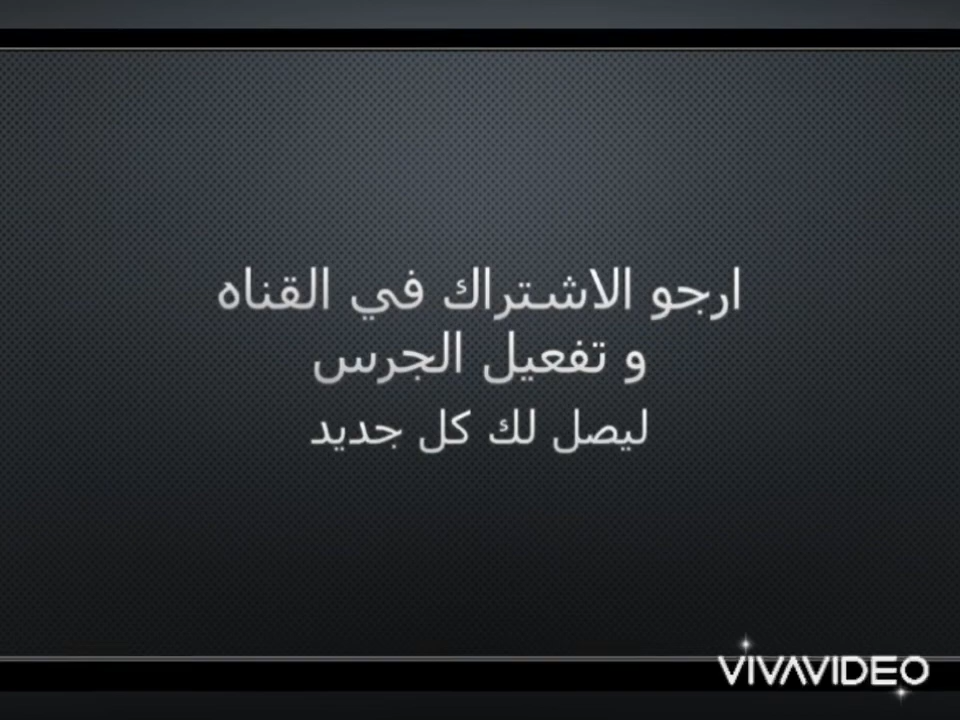 ارجو الاشتراك في القناه
و تفعيل الجرس
ليصل لك كل جديد
VIVAVIDEO